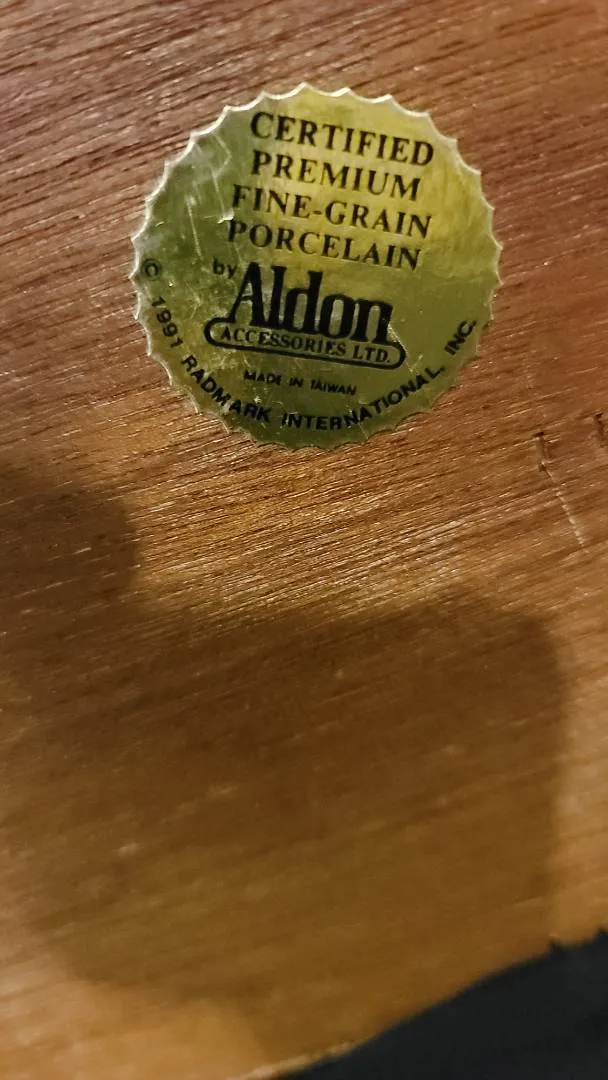 CERTIFIED
PREMIUM
FINE-GRAIN
PORCELAIN
by Aldon
ACCESSORIES LTD.
MADE IN TAIWAN
© 1991 RADMARK INTERNATIONAL, INC.